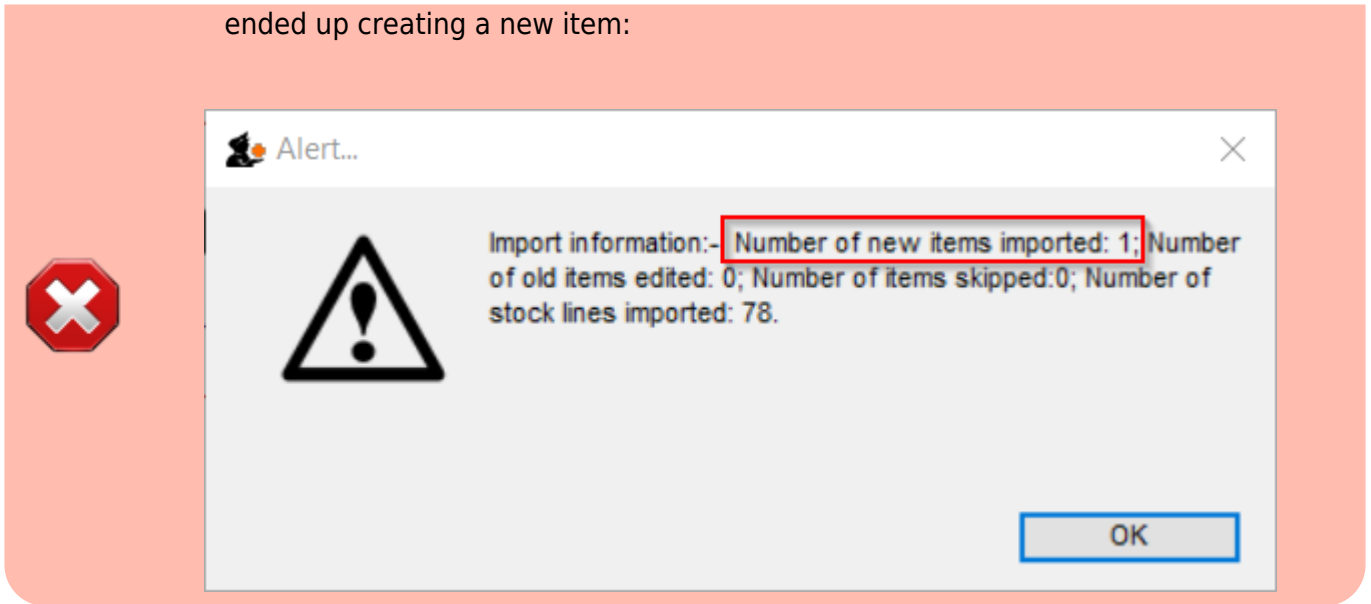 ended up creating a new item:
Alert...
Import information:- Number of new items imported: 1; Number
of old items edited: 0; Number of items skipped:0; Number of
stock lines imported: 78.
OK